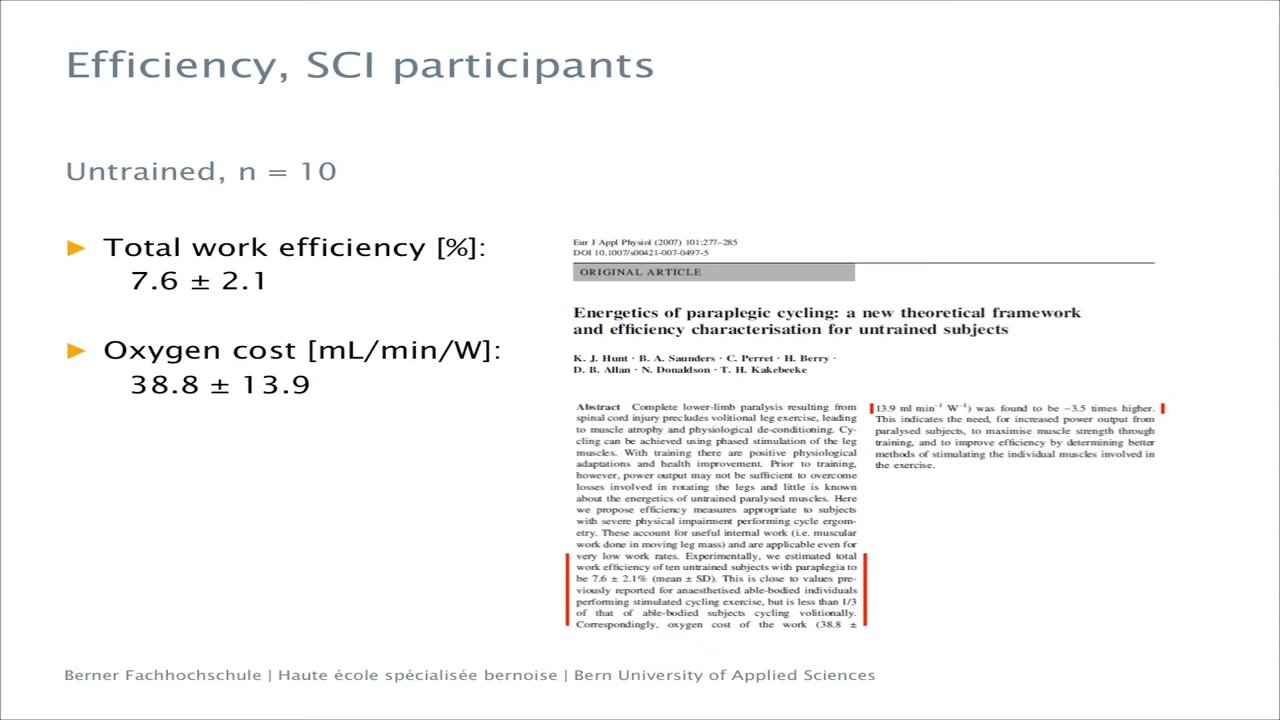 Efficiency, SCI participants
Untrained, n = 10
► Total work efficiency [%]:
7.6 ± 2.1
► Oxygen cost [mL/min/W]:
38.8 ± 13.9
Eur J Appl Physiol (2007) 101:277–285
DOI 10.1007/s00421-007-0497-5
ORIGINAL ARTICLE
Energetics of paraplegic cycling: a new theoretical framework
and efficiency characterisation for untrained subjects
K. J. Hunt · B. A. Saunders · C. Perret · H. Berry ·
D. B. Allan · N. Donaldson · T. H. Kakebeeke
Abstract Complete lower-limb paralysis resulting from
spinal cord injury precludes volitional leg exercise, leading
to muscle atrophy and physiological de-conditioning. Cy-
cling can be achieved using phased stimulation of the leg
muscles. With training there are positive physiological
adaptations and health improvement. Prior to training,
however, power output may not be sufficient to overcome
losses involved in rotating the legs and little is known
about the energetics of untrained paralysed muscles. Here
we propose efficiency measures appropriate to subjects
with severe physical impairment performing cycle ergom-
etry. These account for useful internal work (i.e. muscular
work done in moving leg mass) and are applicable even for
very low work rates. Experimentally, we estimated total
work efficiency of ten untrained subjects with paraplegia to
be 7.6 ± 2.1% (mean ± SD). This is close to values pre-
viously reported for anaesthetised able-bodied individuals
performing stimulated cycling exercise, but is less than 1/3
of that of able-bodied subjects cycling volitionally.
Correspondingly, oxygen cost of the work (38.8 ±
13.9 ml min⁻¹ W⁻¹) was found to be ~3.5 times higher.
This indicates the need, for increased power output from
paralysed subjects, to maximise muscle strength through
training, and to improve efficiency by determining better
methods of stimulating the individual muscles involved in
the exercise.
Berner Fachhochschule | Haute école spécialisée bernoise | Bern University of Applied Sciences